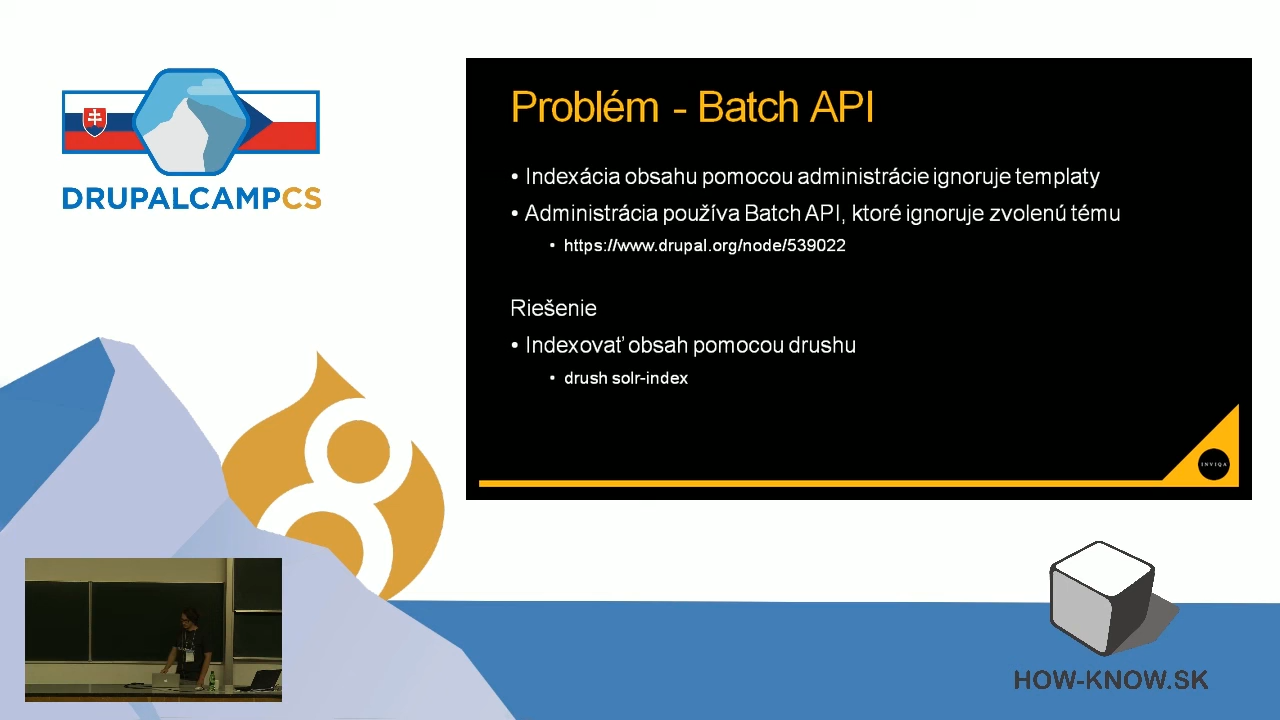 DRUPALCAMPCS
Problém - Batch API
• Indexácia obsahu pomocou administrácie ignoruje templaty
• Administrácia používa Batch API, ktoré ignoruje zvolenú tému
• https://www.drupal.org/node/539022
Riešenie
• Indexovať obsah pomocou drushu
• drush solr-index
INVIQA
HOW-KNOW.SK